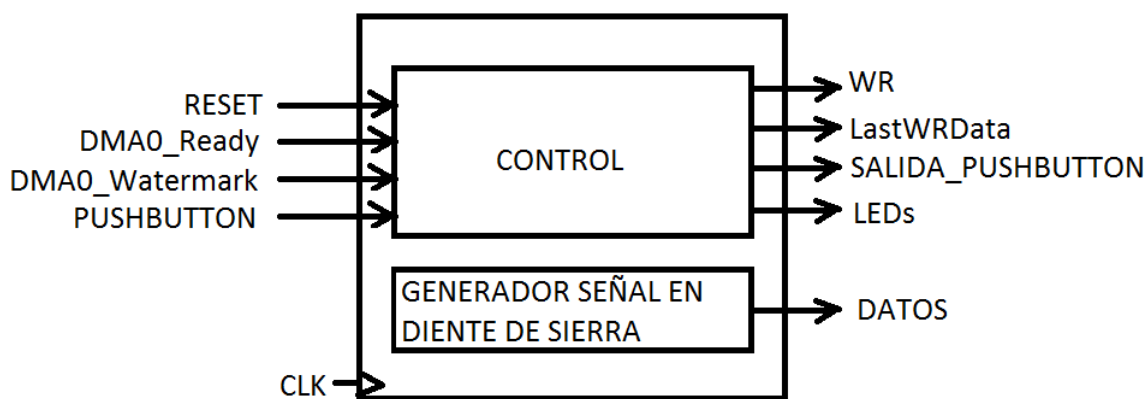 RESET
DMA0_Ready
DMA0_Watermark
PUSHBUTTON
CONTROL
WR
LastWRData
SALIDA_PUSHBUTTON
LEDs
GENERADOR SEÑAL EN
DIENTE DE SIERRA
DATOS
CLK